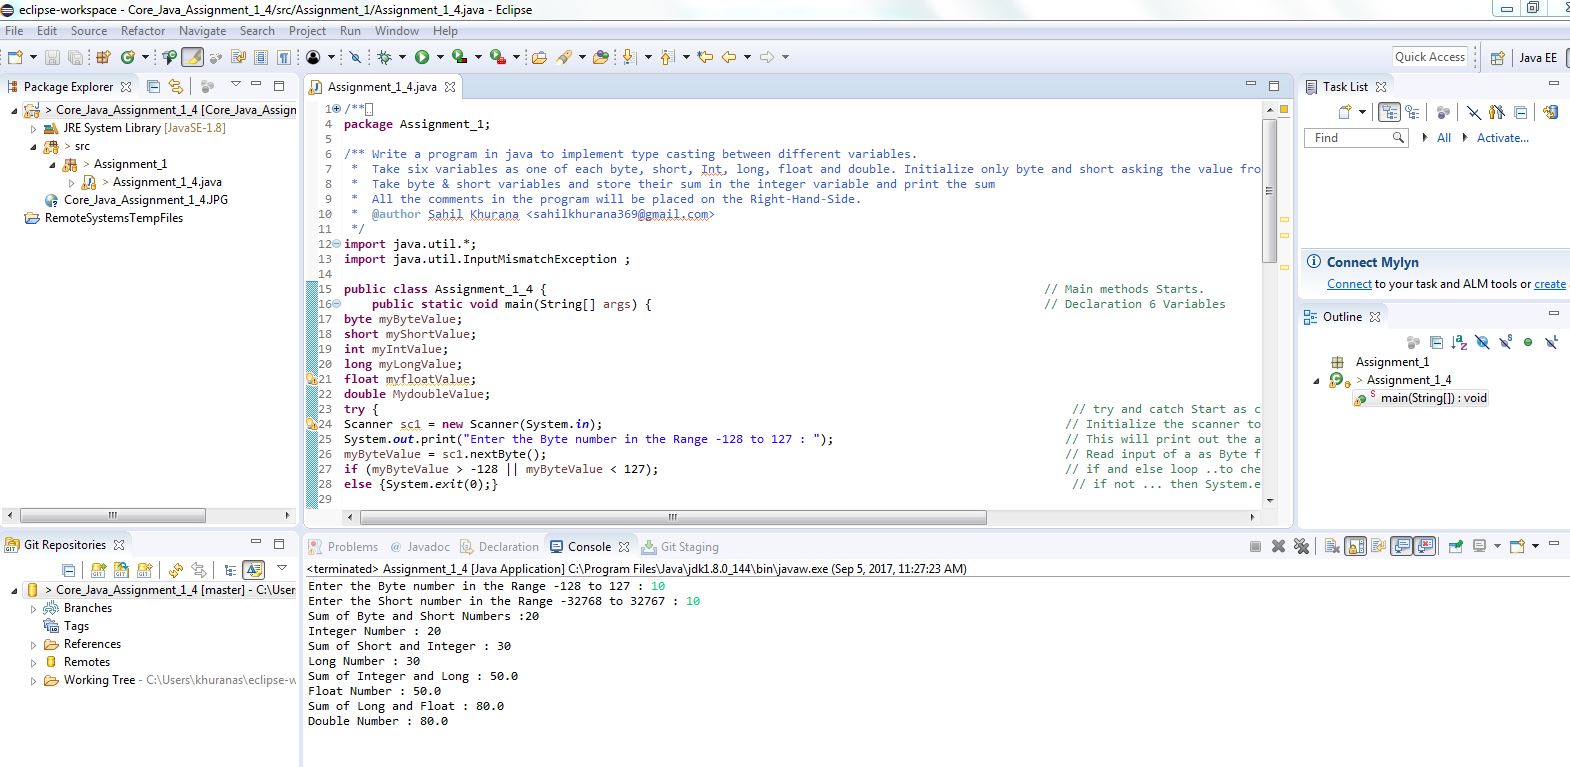 eclipse-workspace - Core_Java_Assignment_1_4/src/Assignment_1/Assignment_1_4.java - Eclipse
File Edit Source Refactor Navigate Search Project Run Window Help
Quick Access
Java EE
Package Explorer
> Core_Java_Assignment_1_4 [Core_Java_Assign
JRE System Library [JavaSE-1.8]
> src
> Assignment_1
> Assignment_1_4.java
Core_Java_Assignment_1_4.JPG
RemoteSystemsTempFiles
Assignment_1_4.java
1 /**
4 package Assignment_1;
5
6 /** Write a program in java to implement type casting between different variables.
7 * Take six variables as one of each byte, short, Int, long, float and double. Initialize only byte and short asking the value fro
8 * Take byte & short variables and store their sum in the integer variable and print the sum
9 * All the comments in the program will be placed on the Right-Hand-Side.
10 * @author Sahil Khurana <sahilkhurana369@gmail.com>
11 */
12 import java.util.*;
13 import java.util.InputMismatchException ;
14
15 public class Assignment_1_4 { // Main methods Starts.
16 public static void main(String[] args) { // Declaration 6 Variables
17 byte myByteValue;
18 short myShortValue;
19 int myIntValue;
20 long myLongValue;
21 float myfloatValue;
22 double MydoubleValue;
23 try { // try and catch Start as c
24 Scanner sc1 = new Scanner(System.in); // Initialize the scanner to
25 System.out.print("Enter the Byte number in the Range -128 to 127 : "); // This will print out the a
26 myByteValue = sc1.nextByte(); // Read input of a as Byte f
27 if (myByteValue > -128 || myByteValue < 127); // if and else loop ..to che
28 else {System.exit(0);} // if not ... then System.e
29
Task List
Find
All
Activate...
Connect Mylyn
Connect to your task and ALM tools or create
Outline
Assignment_1
> Assignment_1_4
S main(String[]) : void
Git Repositories
> Core_Java_Assignment_1_4 [master] - C:\User
Branches
Tags
References
Remotes
Working Tree - C:\Users\khuranas\eclipse-w
Problems @ Javadoc Declaration Console Git Staging
<terminated> Assignment_1_4 [Java Application] C:\Program Files\Java\jdk1.8.0_144\bin\javaw.exe (Sep 5, 2017, 11:27:23 AM)
Enter the Byte number in the Range -128 to 127 : 10
Enter the Short number in the Range -32768 to 32767 : 10
Sum of Byte and Short Numbers :20
Integer Number : 20
Sum of Short and Integer : 30
Long Number : 30
Sum of Integer and Long : 50.0
Float Number : 50.0
Sum of Long and Float : 80.0
Double Number : 80.0